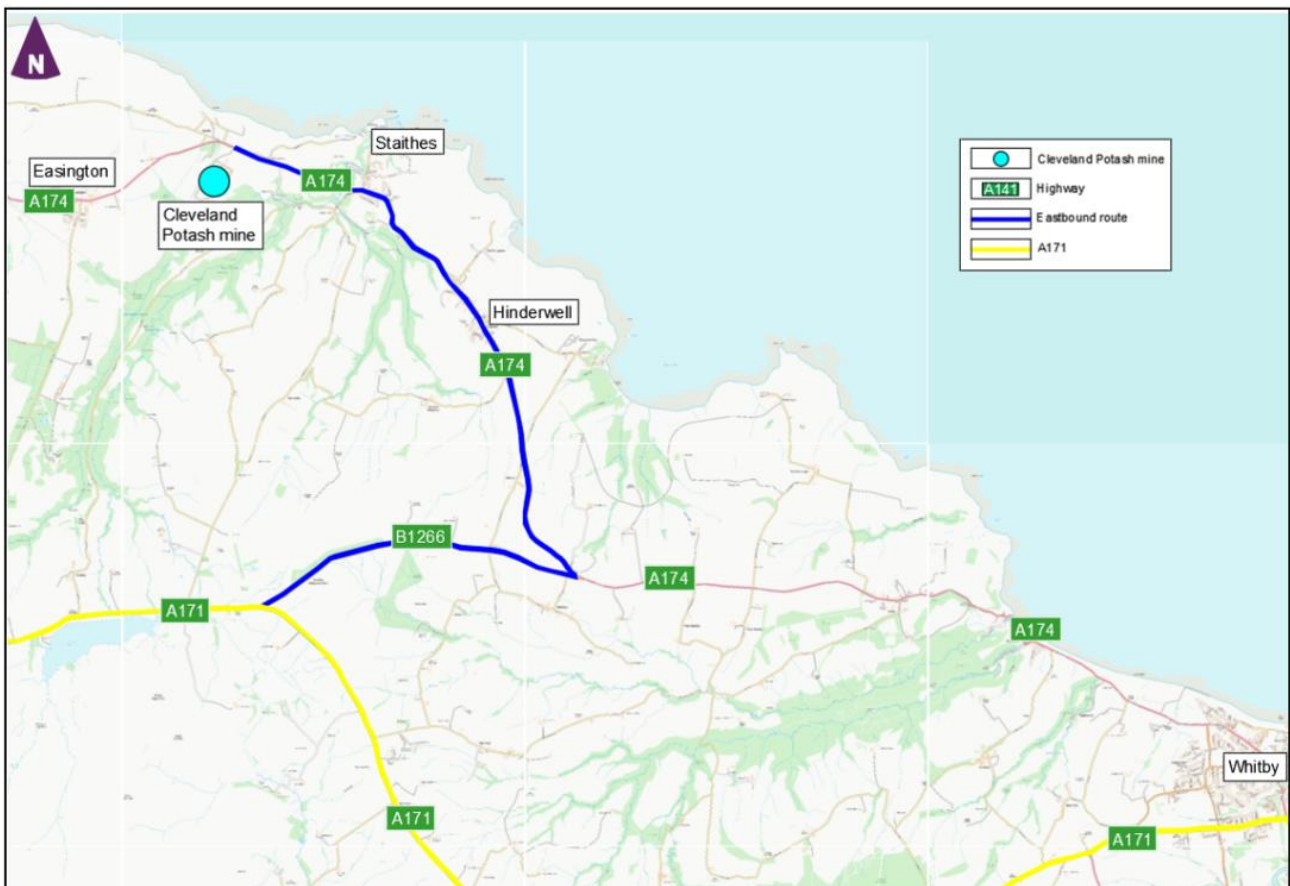 N
Staithes
Easington
A174
A174
Cleveland
Potash mine
Hinderwell
A174
B1266
A174
A171
A174
Whitby
A171
A171
Cleveland Potash mine
A141
Highway
Eastbound route
A171